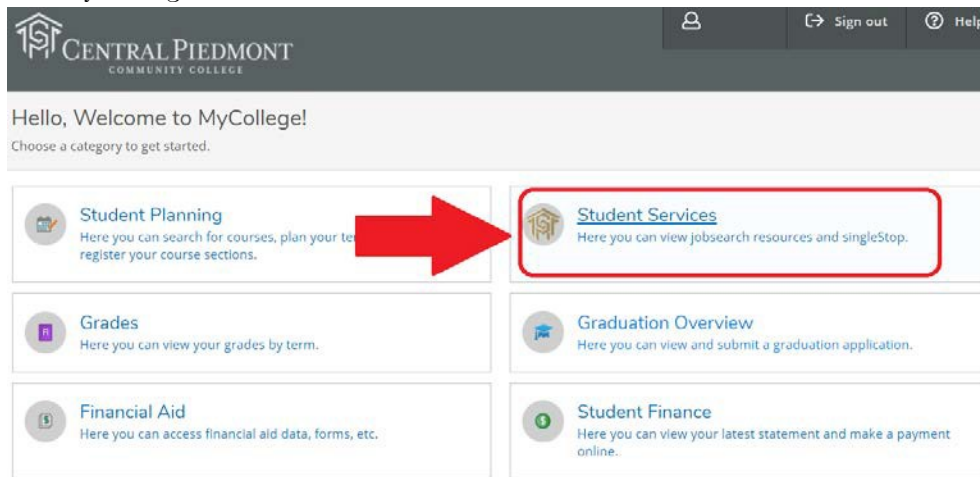 Sign out
Help
CENTRAL PIEDMONT
COMMUNITY COLLEGE
Hello, Welcome to MyCollege!
Choose a category to get started.
Student Planning
Here you can search for courses, plan your
register your course sections.
Student Services
Here you can view jobsearch resources and singleStop.
Grades
Here you can view your grades by term.
Graduation Overview
Here you can view and submit a graduation application.
Financial Aid
Here you can access financial aid data, forms, etc.
Student Finance
Here you can view your latest statement and make a payment
online.